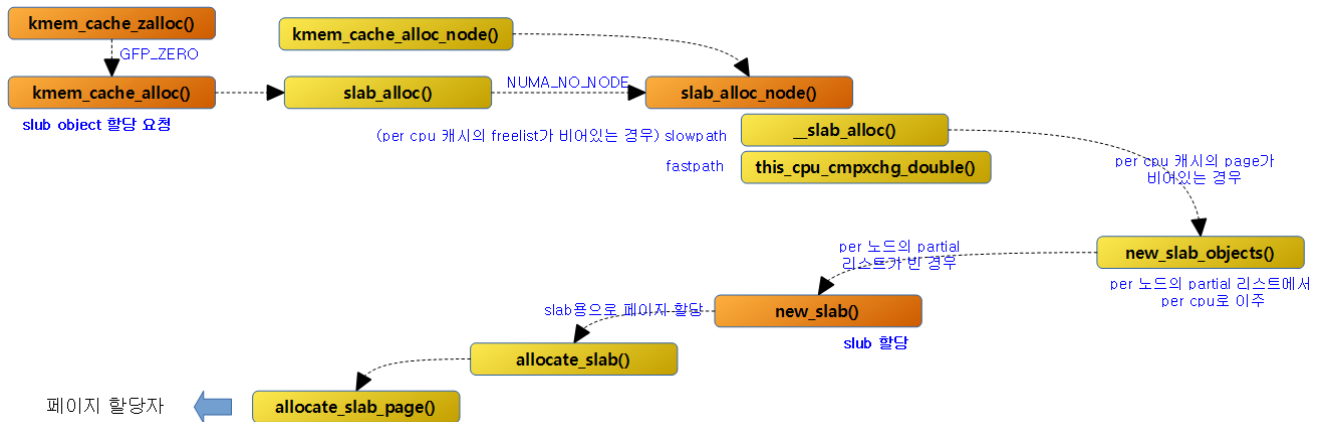 kmem_cache_zalloc()
GFP_ZERO
kmem_cache_alloc_node()
kmem_cache_alloc()
slub object 할당 요청
slab_alloc()
NUMA_NO_NODE
slab_alloc_node()
(per cpu 캐시의 freelist가 비어있는 경우) slowpath
__slab_alloc()
fastpath
this_cpu_cmpxchg_double()
per cpu 캐시의 page가
비어있는 경우
new_slab_objects()
per 노드의 partial 리스트에서
per cpu로 이주
per 노드의 partial
리스트가 빈 경우
new_slab()
slub 할당
slab용으로 페이지 할당
allocate_slab()
allocate_slab_page()
페이지 할당자